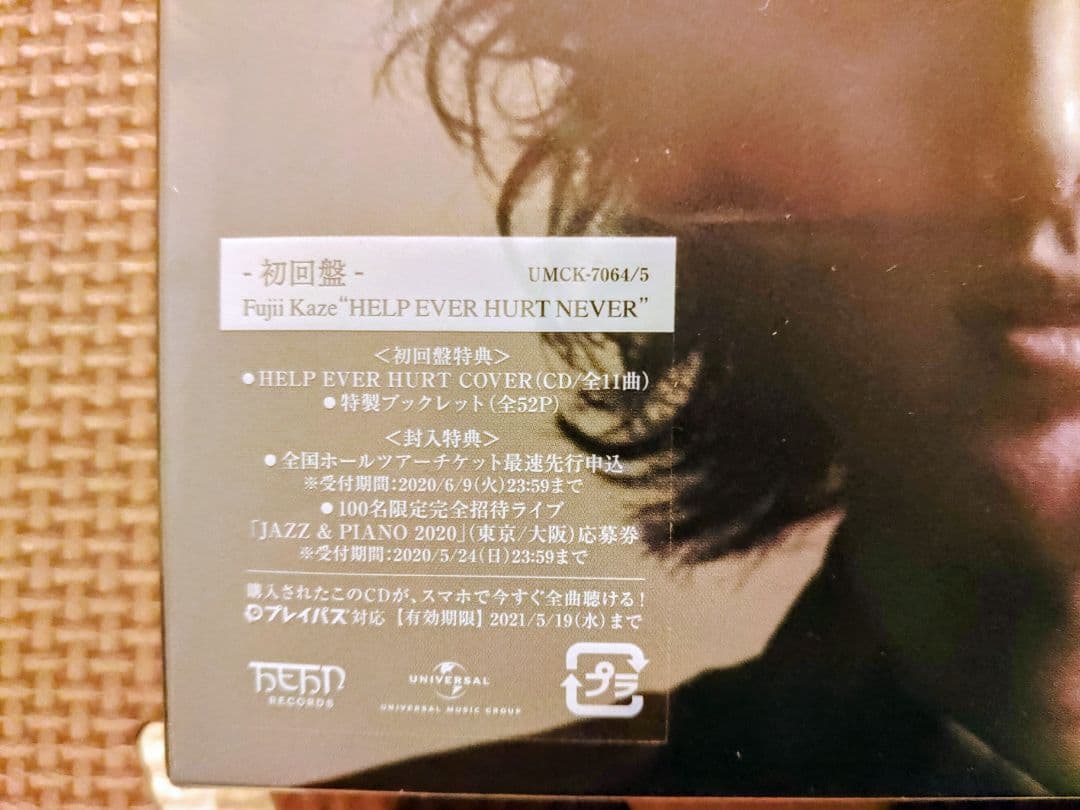 - 初回盤 -
UMCK-7064/5
Fujii Kaze“HELP EVER HURT NEVER”
＜初回盤特典＞
●HELP EVER HURT COVER(CD/全11曲)
●特製ブックレット(全52P)
＜封入特典＞
●全国ホールツアーチケット最速先行申込
※受付期間:2020/6/9(火)23:59まで
●100名限定完全招待ライブ
「JAZZ & PIANO 2020」(東京/大阪)応募券
※受付期間:2020/5/24(日)23:59まで
購入されたこのCDが、スマホで今すぐ全曲聴ける!
プレイパス対応【有効期限】2021/5/19(水)まで
HEHN
RECORDS
UNIVERSAL
UNIVERSAL MUSIC GROUP
プラ